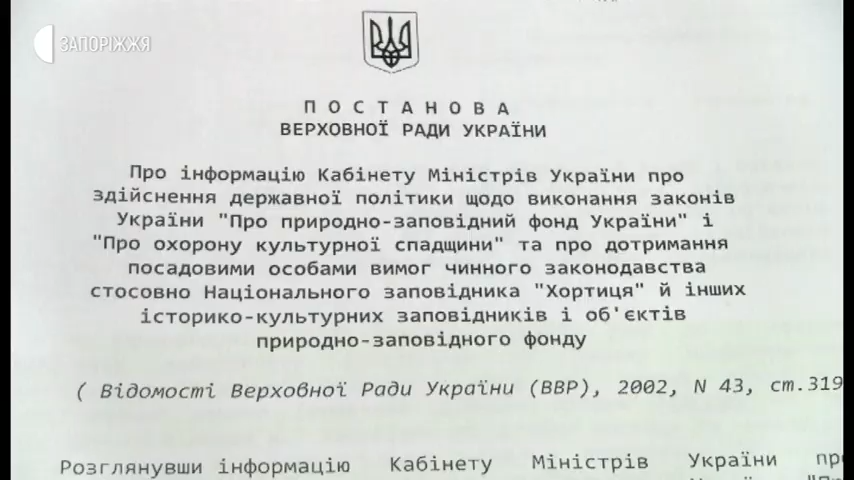 ЗАПОРІЖЖЯ
П О С Т А Н О В А
ВЕРХОВНОЇ РАДИ УКРАЇНИ
Про інформацію Кабінету Міністрів України про
здійснення державної політики щодо виконання законів
України "Про природно-заповідний фонд України" і
"Про охорону культурної спадщини" та про дотримання
посадовими особами вимог чинного законодавства
стосовно Національного заповідника "Хортиця" й інших
історико-культурних заповідників і об'єктів
природно-заповідного фонду
( Відомості Верховної Ради України (ВВР), 2002, N 43, ст.319
Розглянувши інформацію Кабінету Міністрів України